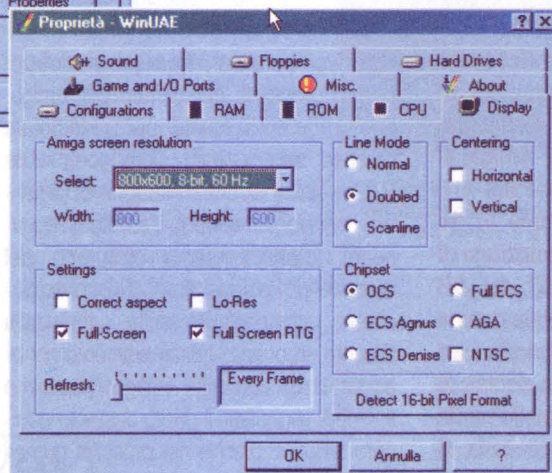 Properties
Proprietà - WinUAE
? x
Sound Floppies Hard Drives
Game and I/O Ports Misc. About
Configurations RAM ROM CPU Display
Amiga screen resolution
Select: 800x600, 8-bit, 60 Hz
Width: 800 Height: 600
Line Mode
Normal
Doubled
Scanline
Centering
Horizontal
Vertical
Settings
Correct aspect Lo-Res
Full-Screen Full Screen RTG
Refresh: Every Frame
Chipset
OCS Full ECS
ECS Agnus AGA
ECS Denise NTSC
Detect 16-bit Pixel Format
OK Annulla ?